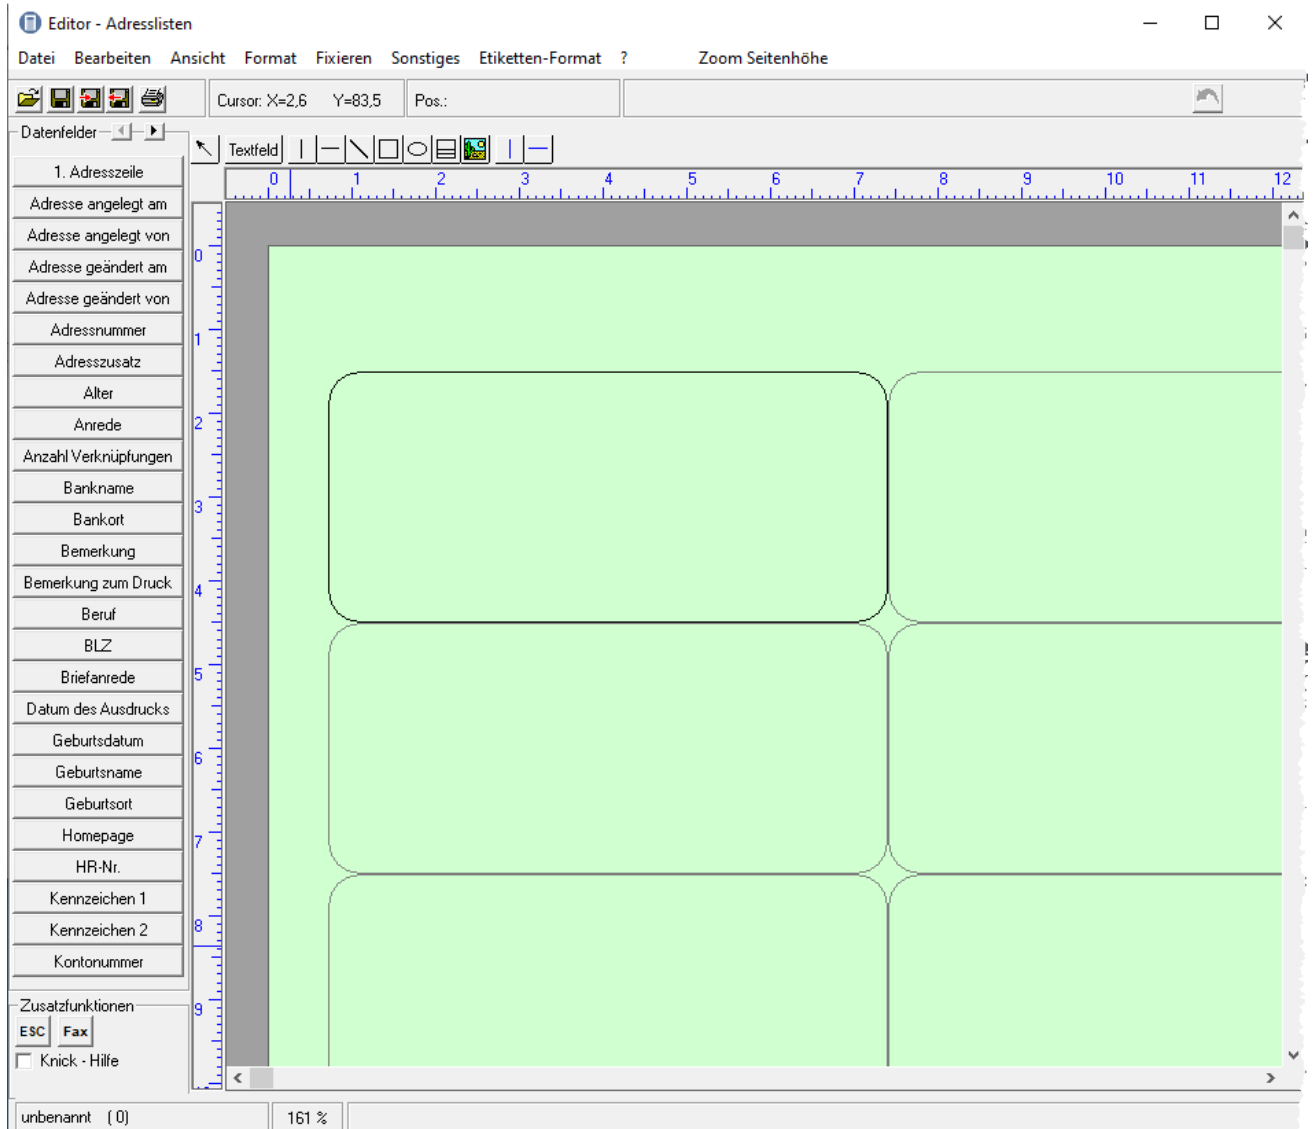 Editor - Adresslisten
Datei Bearbeiten Ansicht Format Fixieren Sonstiges Etiketten-Format ? Zoom Seitenhöhe
Cursor: X=2,6 Y=83,5 Pos.:
Datenfelder
Textfeld
0 1 2 3 4 5 6 7 8 9 10 11 12
1. Adresszeile
Adresse angelegt am
Adresse angelegt von
Adresse geändert am
Adresse geändert von
Adressnummer
Adresszusatz
Alter
Anrede
Anzahl Verknüpfungen
Bankname
Bankort
Bemerkung
Bemerkung zum Druck
Beruf
BLZ
Briefanrede
Datum des Ausdrucks
Geburtsdatum
Geburtsname
Geburtsort
Homepage
HR-Nr.
Kennzeichen 1
Kennzeichen 2
Kontonummer
0
1
2
3
4
5
6
7
8
9
Zusatzfunktionen
ESC Fax
Knick - Hilfe
unbenannt ( 0) 161 %